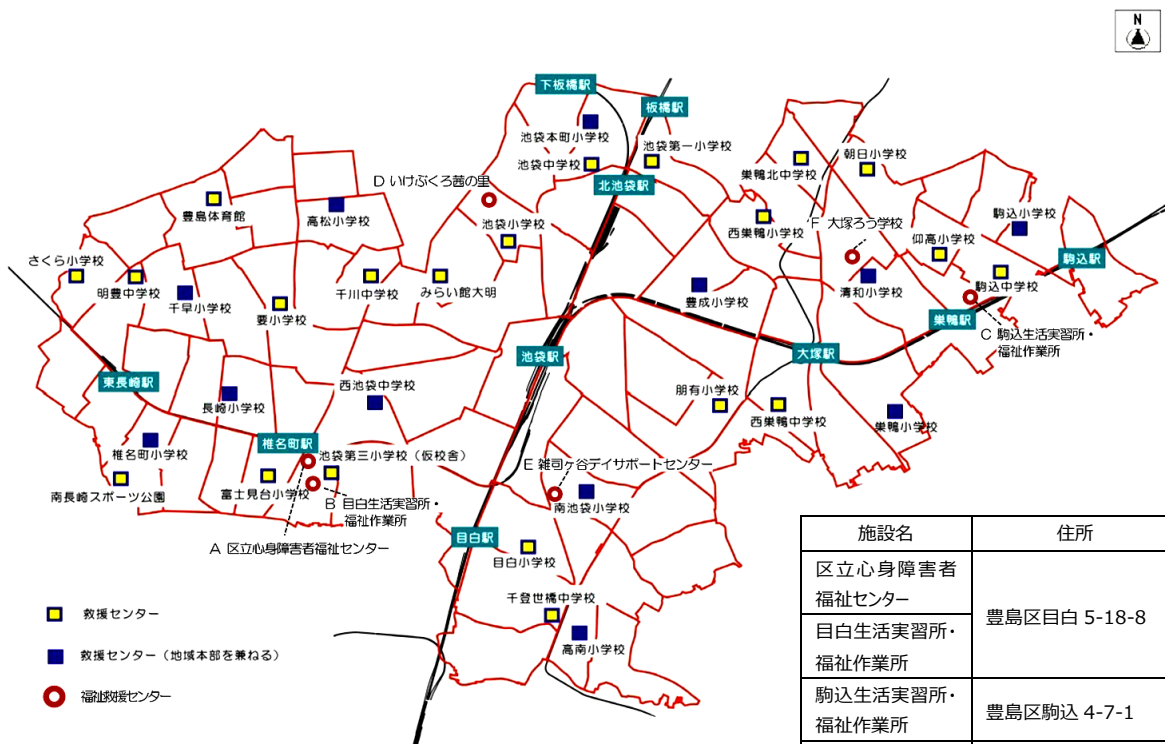 N
下板橋駅
板橋駅
池袋本町小学校
池袋中学校
池袋第一小学校
北池袋駅
巣鴨北中学校
朝日小学校
D いけぶくろ茜の里
豊島体育館
高松小学校
池袋小学校
西巣鴨小学校
F 大塚ろう学校
駒込小学校
仰高小学校
駒込駅
さくら小学校
明豊中学校
千早小学校
要小学校
千川中学校
みらい館大明
豊成小学校
清和小学校
駒込中学校
巣鴨駅
C 駒込生活実習所・
福祉作業所
池袋駅
大塚駅
東長崎駅
長崎小学校
西池袋中学校
朋有小学校
西巣鴨中学校
巣鴨小学校
椎名町小学校
椎名町駅
池袋第三小学校（仮校舎）
E 雑司ヶ谷デイサポートセンター
南長崎スポーツ公園
富士見台小学校
B 目白生活実習所・
福祉作業所
南池袋小学校
A 区立心身障害者福祉センター
目白駅
目白小学校
千登世橋中学校
高南小学校
救援センター
救援センター（地域本部を兼ねる）
福祉救援センター
施設名 住所
区立心身障害者
福祉センター
豊島区目白 5-18-8
目白生活実習所・
福祉作業所
駒込生活実習所・
福祉作業所
豊島区駒込 4-7-1